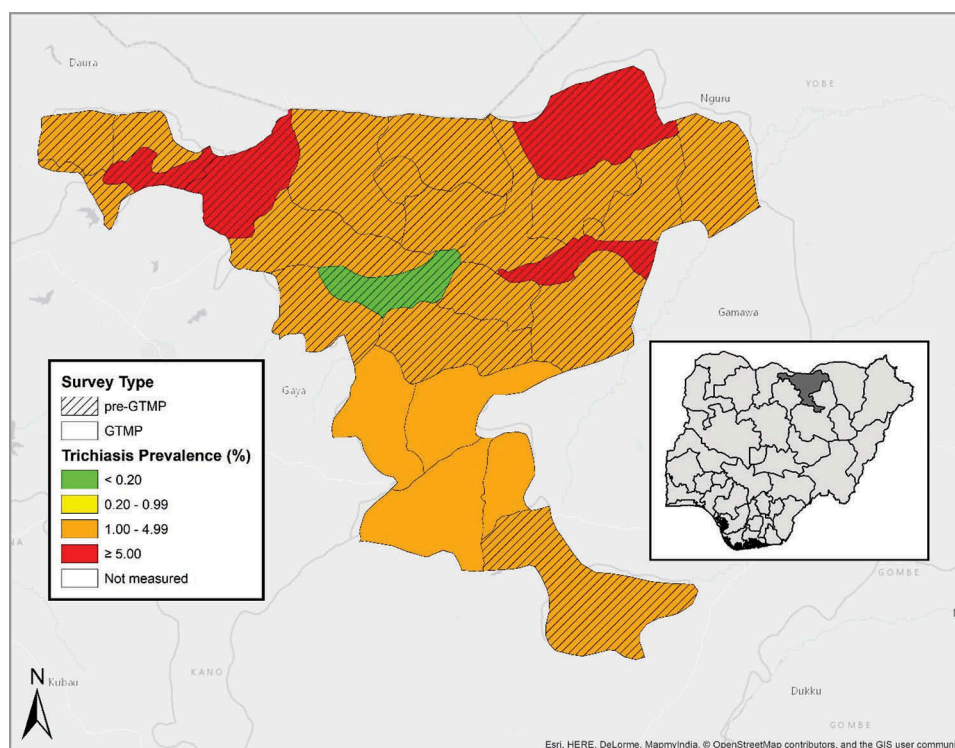 Daura
Nguru
YOBE
Gamawa
Gaya
Survey Type
pre-GTMP
GTMP
Trichiasis Prevalence (%)
< 0.20
0.20 - 0.99
1.00 - 4.99
≥ 5.00
Not measured
GOMBE
N
KANO
Kubau
Dukku
GOMBE
Esri, HERE, DeLorme, MapmyIndia, © OpenStreetMap contributors, and the GIS user communi